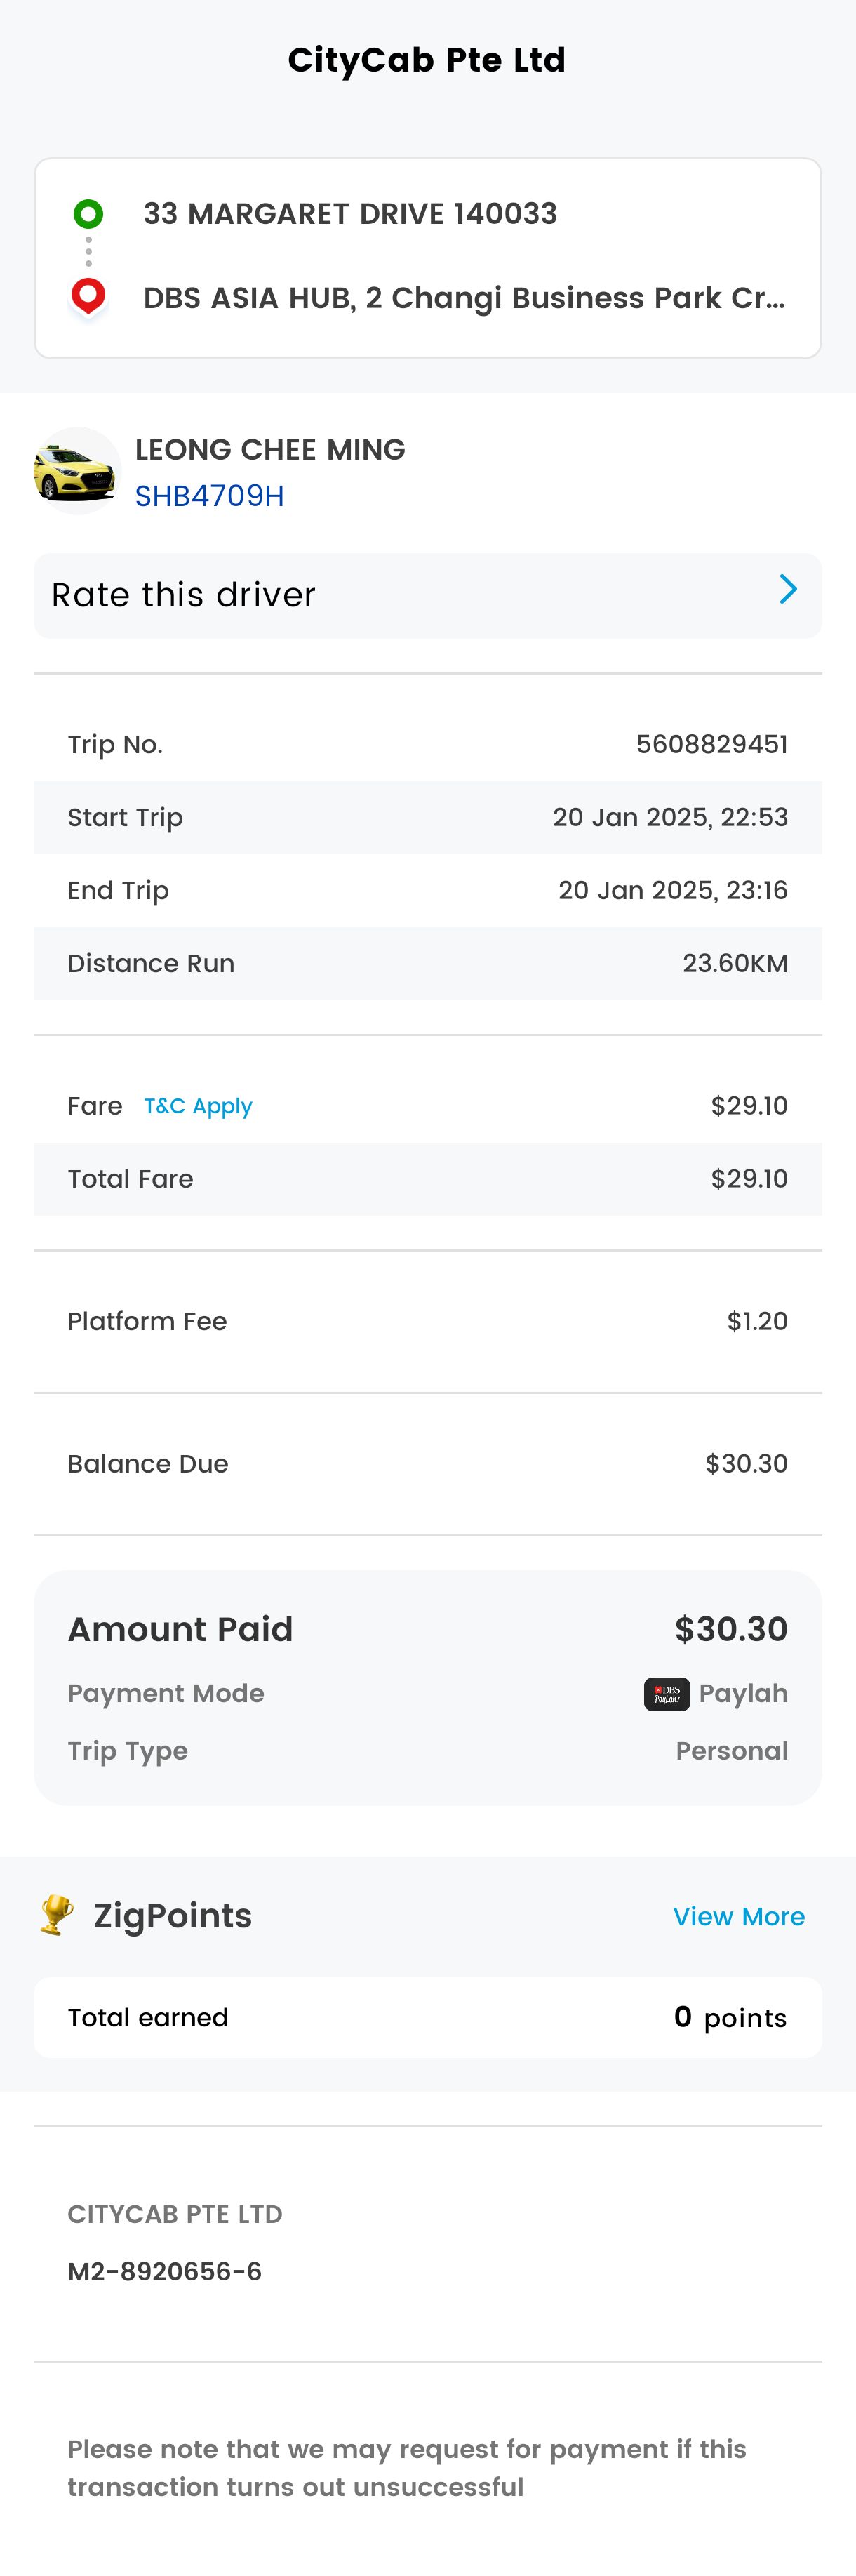 CityCab Pte Ltd
33 MARGARET DRIVE 140033
DBS ASIA HUB, 2 Changi Business Park Cr...
LEONG CHEE MING
SHB4709H
Rate this driver
Trip No. 5608829451
Start Trip 20 Jan 2025, 22:53
End Trip 20 Jan 2025, 23:16
Distance Run 23.60KM
Fare T&C Apply $29.10
Total Fare $29.10
Platform Fee $1.20
Balance Due $30.30
Amount Paid $30.30
Payment Mode DBS PayLah! Paylah
Trip Type Personal
ZigPoints View More
Total earned 0 points
CITYCAB PTE LTD
M2-8920656-6
Please note that we may request for payment if this
transaction turns out unsuccessful